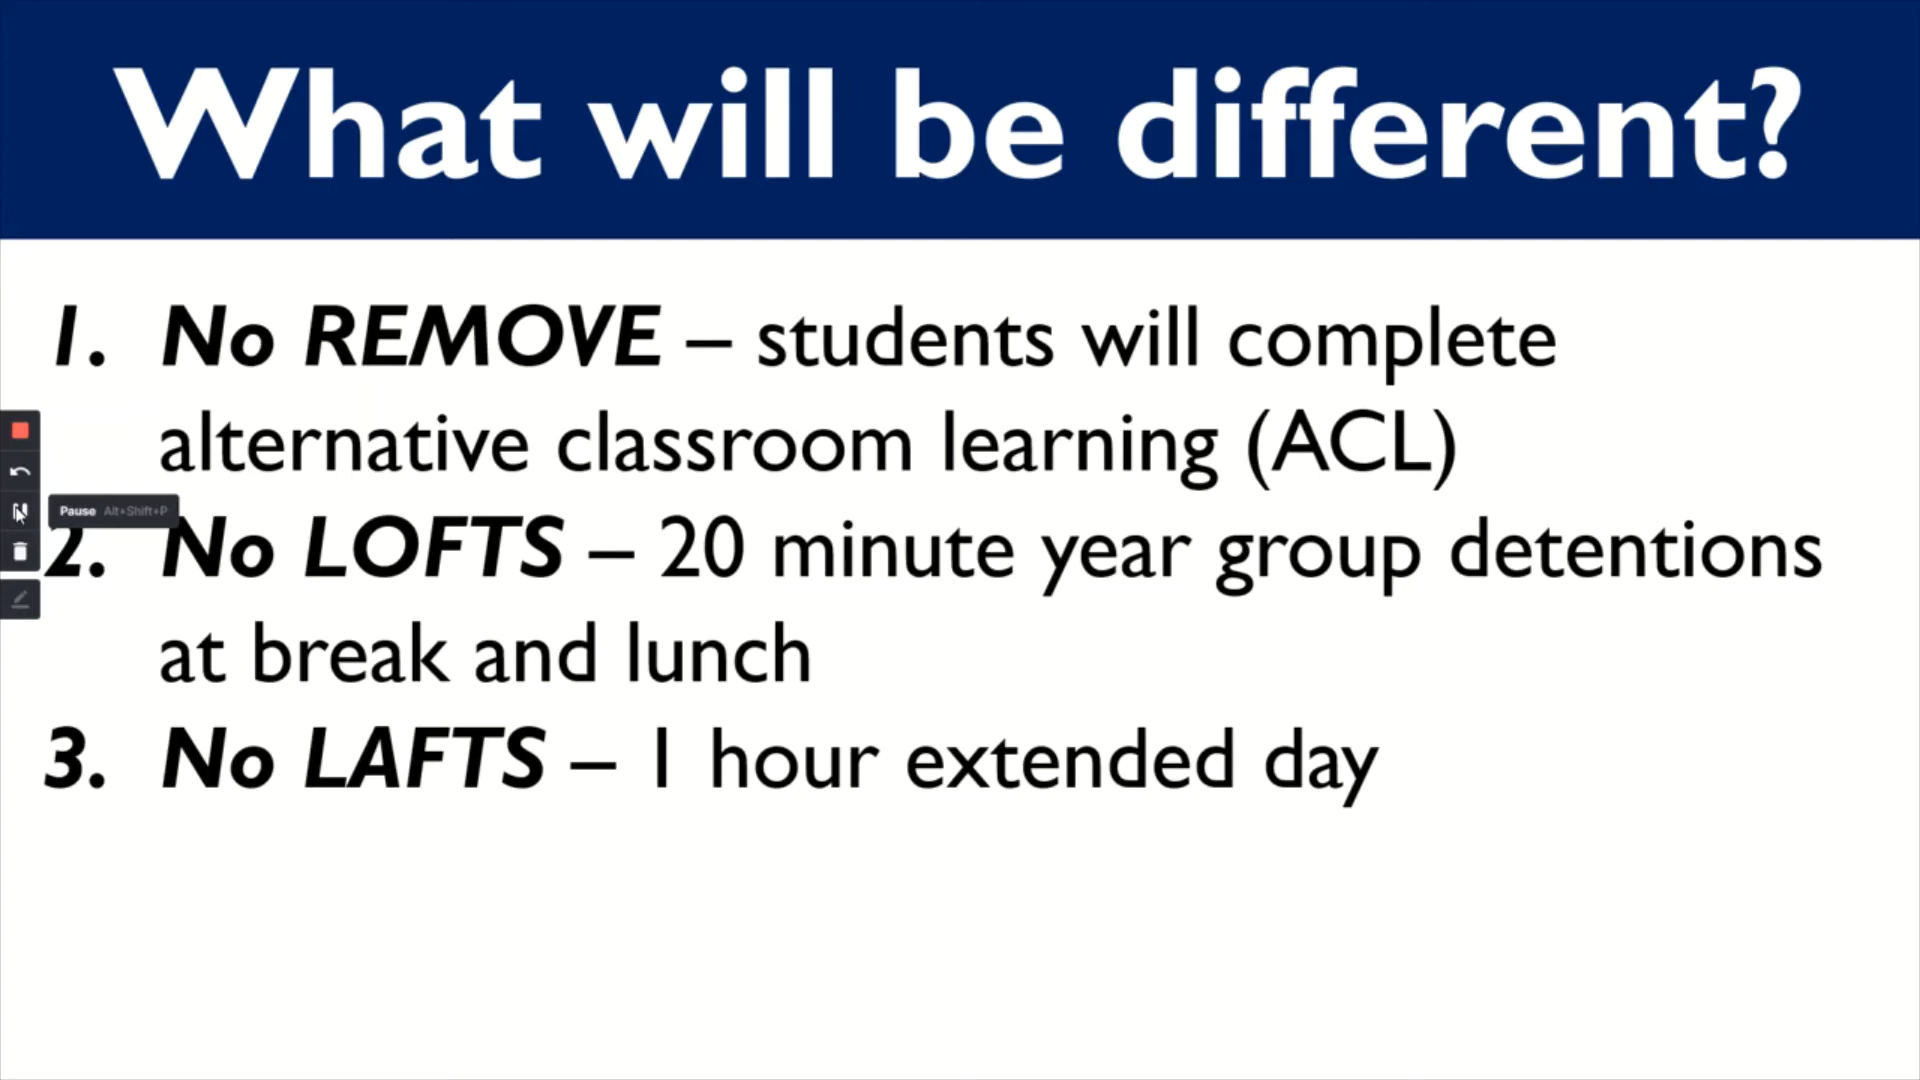 What will be different?
1. No REMOVE – students will complete
alternative classroom learning (ACL)
Pause Alt+Shift+P
2. No LOFTS – 20 minute year group detentions
at break and lunch
3. No LAFTS – 1 hour extended day